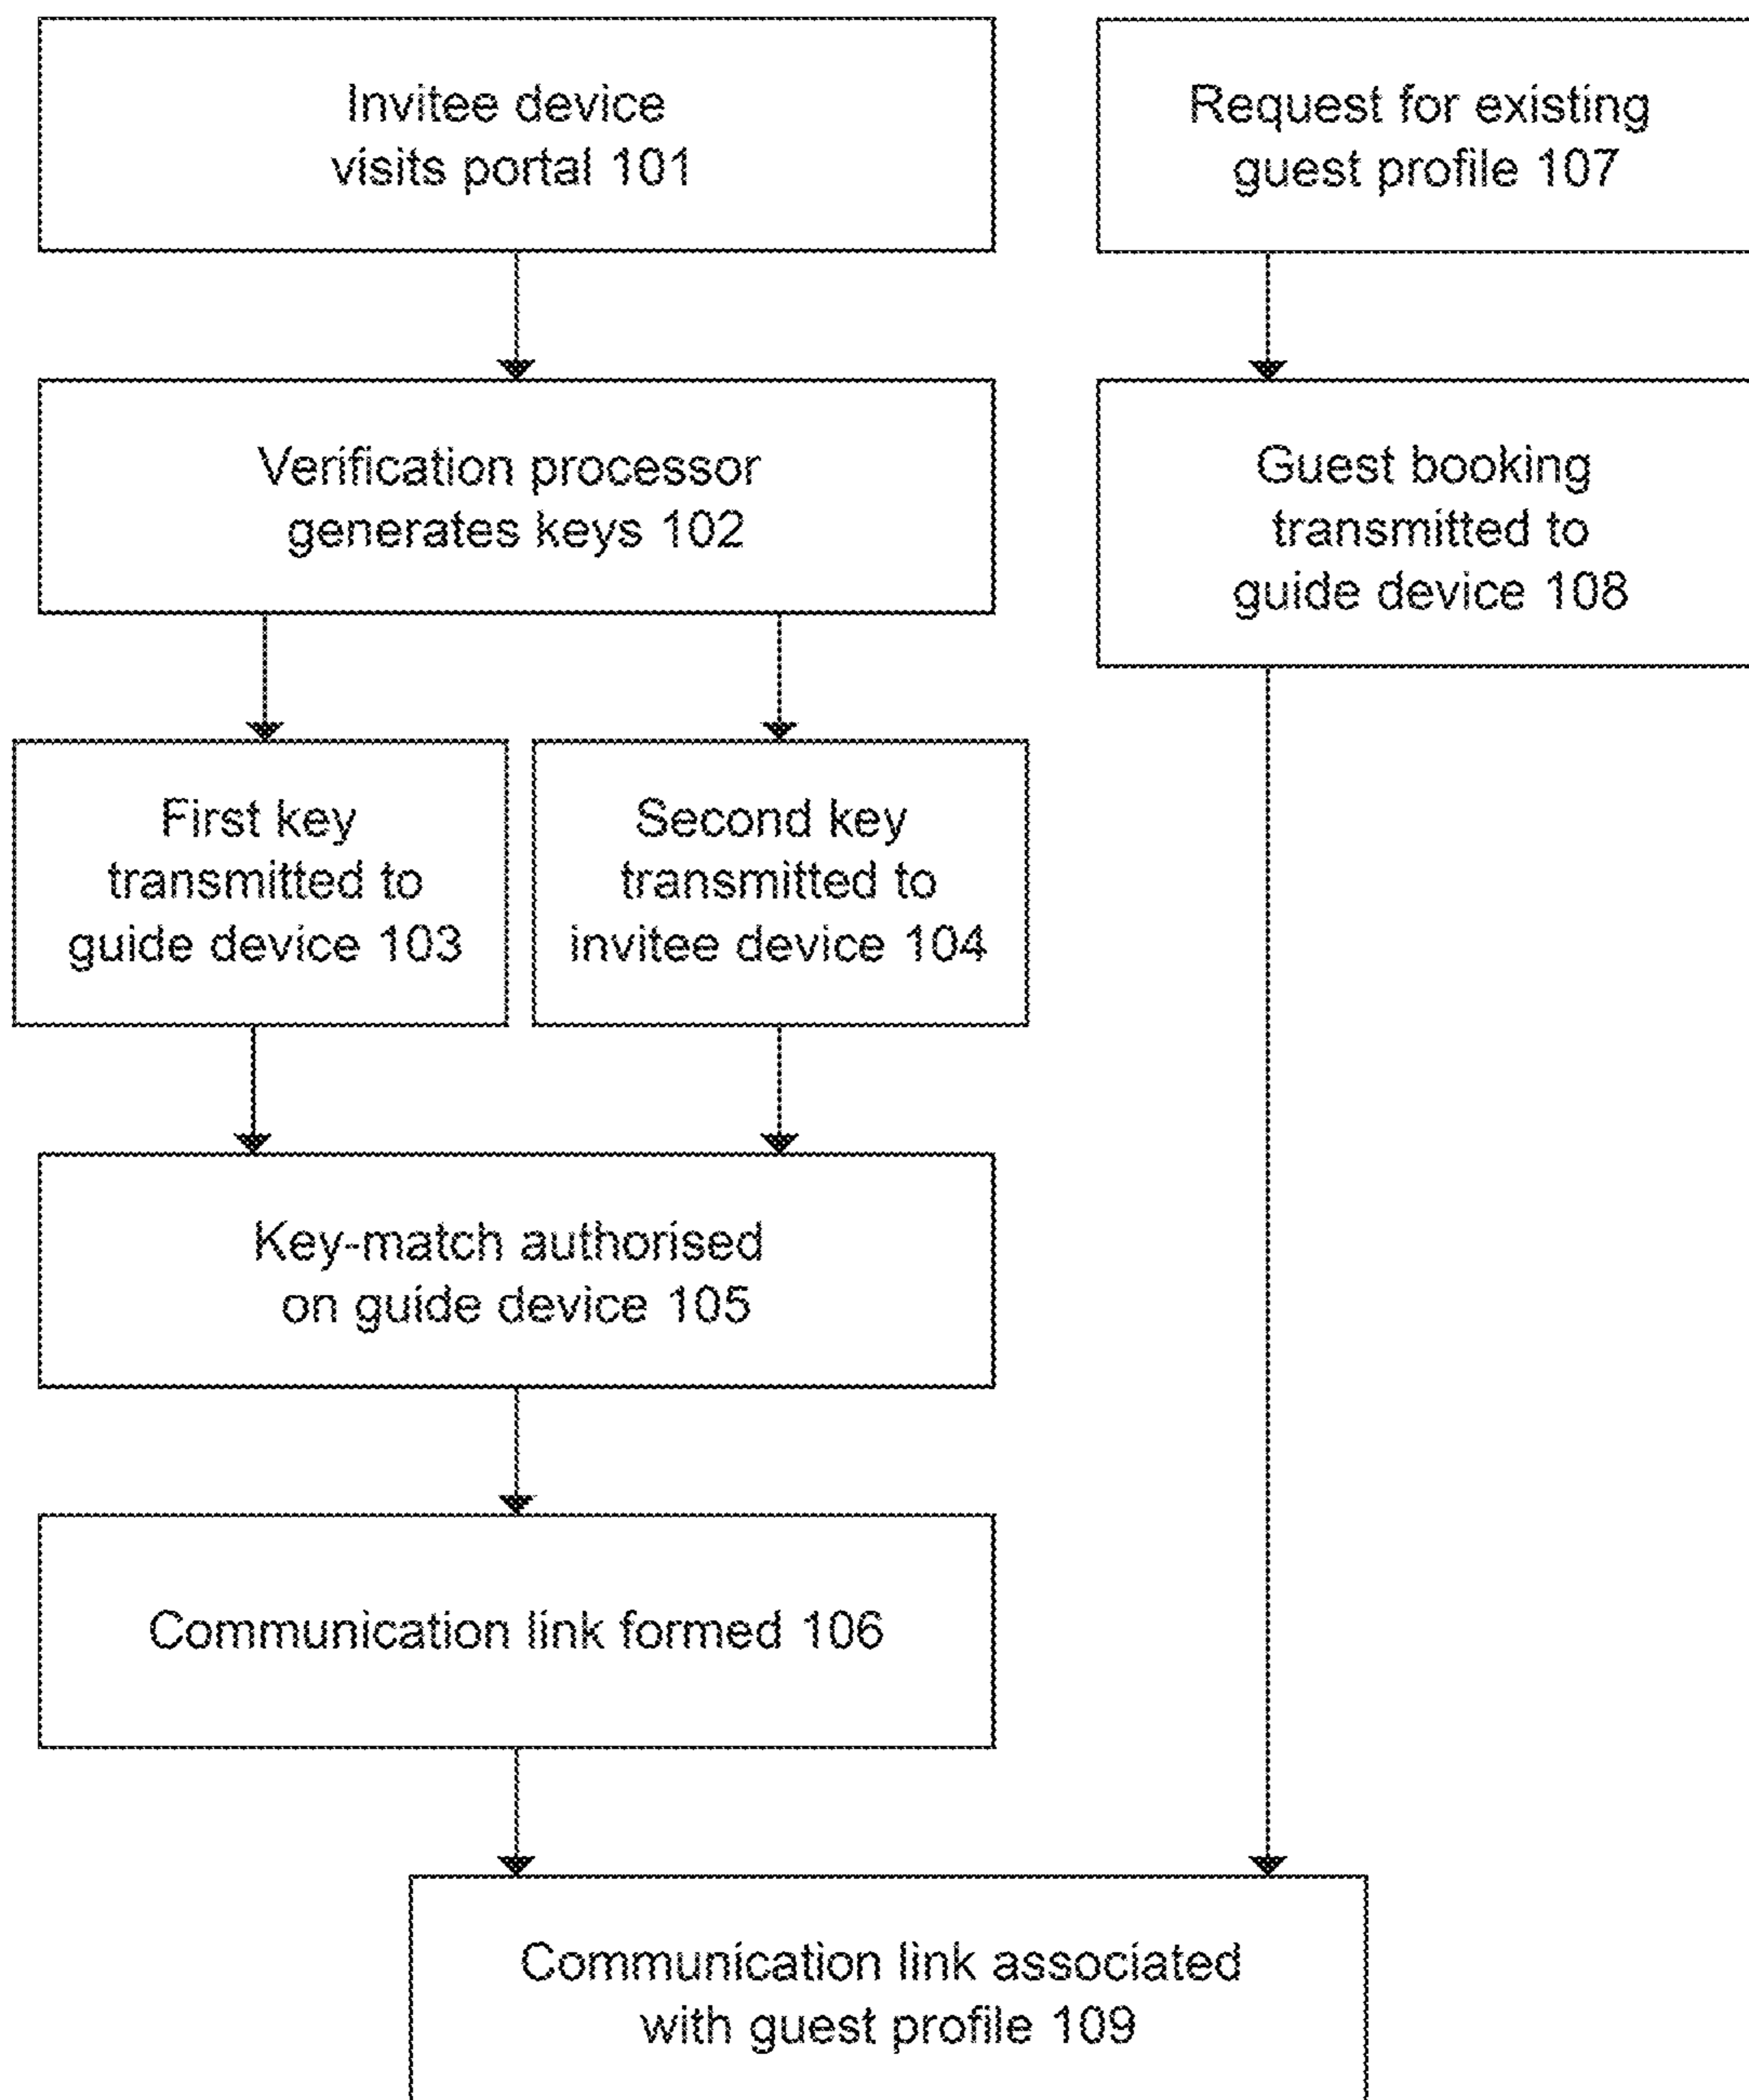 Invitee device
visits portal 101
Request for existing
guest profile 107
Verification processor
generates keys 102
Guest booking
transmitted to
guide device 108
First key
transmitted to
guide device 103
Second key
transmitted to
invitee device 104
Key-match authorised
on guide device 105
Communication link formed 106
Communication link associated
with guest profile 109